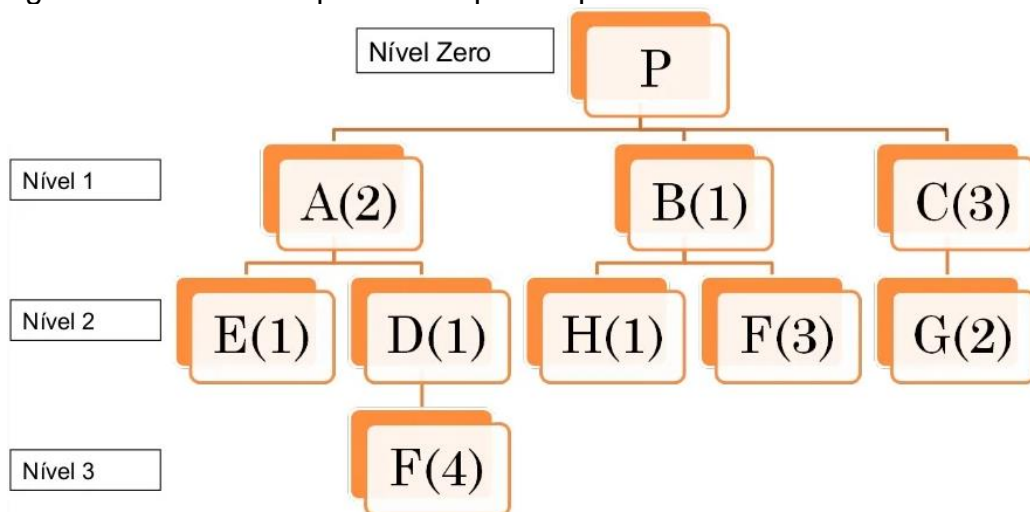 Nível Zero
P
Nível 1
A(2)
B(1)
C(3)
Nível 2
E(1)
D(1)
H(1)
F(3)
G(2)
Nível 3
F(4)